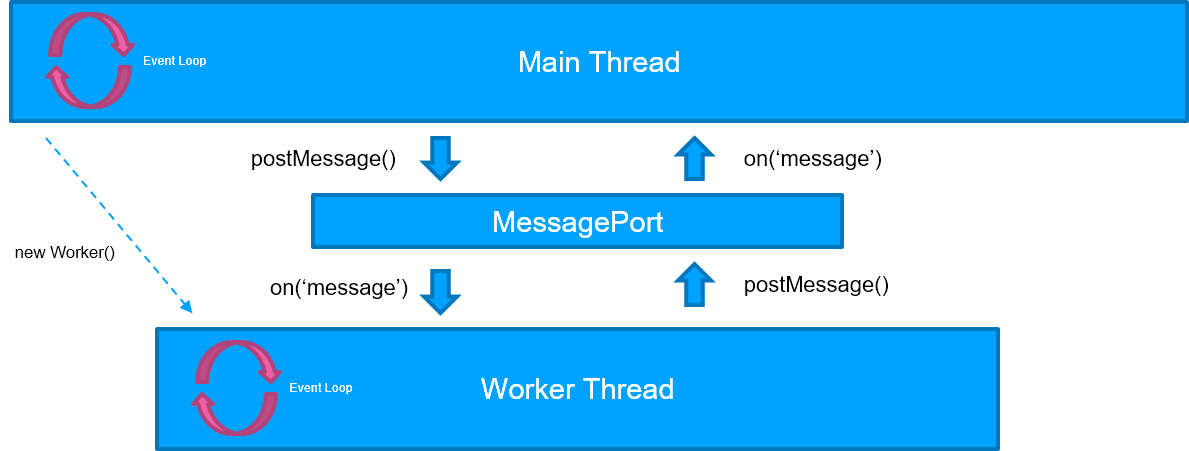 Event Loop
Main Thread
postMessage()
on(‘message’)
MessagePort
new Worker()
on(‘message’)
postMessage()
Event Loop
Worker Thread